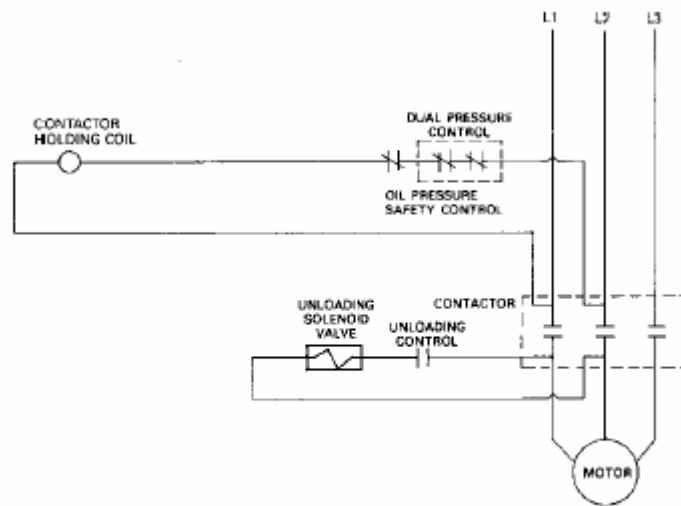 L1 L2 L3
CONTACTOR
HOLDING COIL
DUAL PRESSURE
CONTROL
OIL PRESSURE
SAFETY CONTROL
CONTACTOR
UNLOADING
SOLENOID
VALVE
UNLOADING
CONTROL
MOTOR